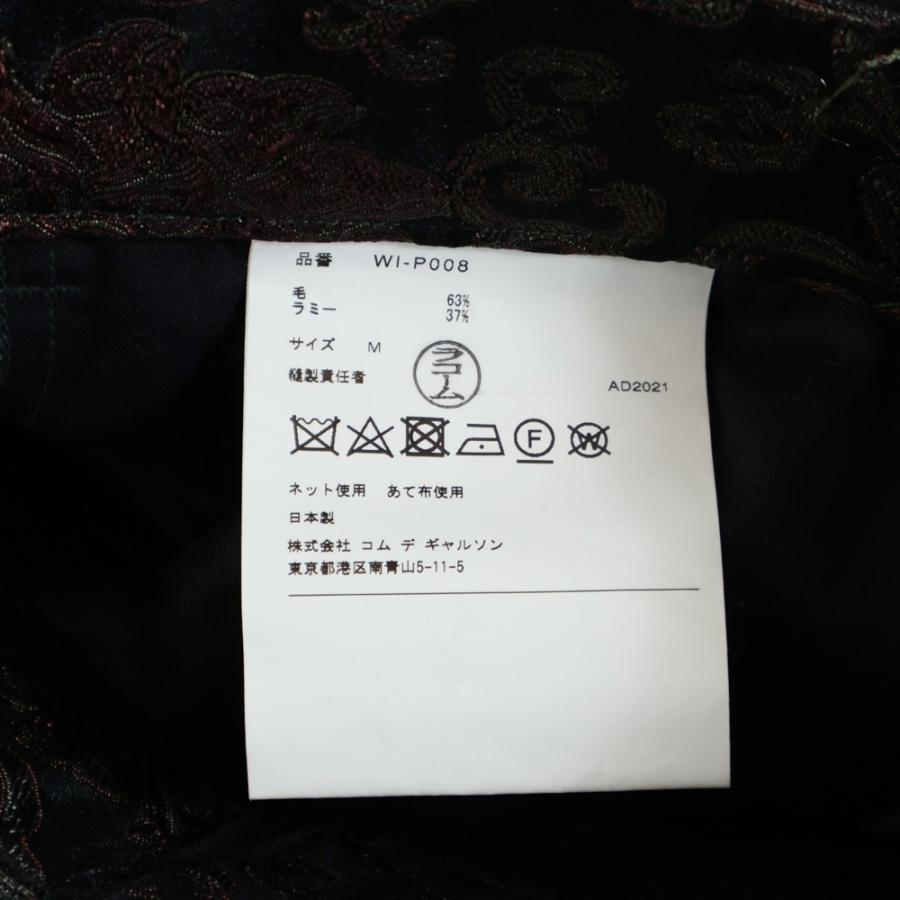 品番 WI-P008
毛 63%
ラミー 37%
サイズ M
縫製責任者 ラコーム AD2021
F W
ネット使用 あて布使用
日本製
株式会社 コム デ ギャルソン
東京都港区南青山5-11-5